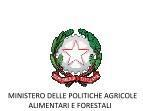 MINISTERO DELLE POLITICHE AGRICOLE
ALIMENTARI E FORESTALI